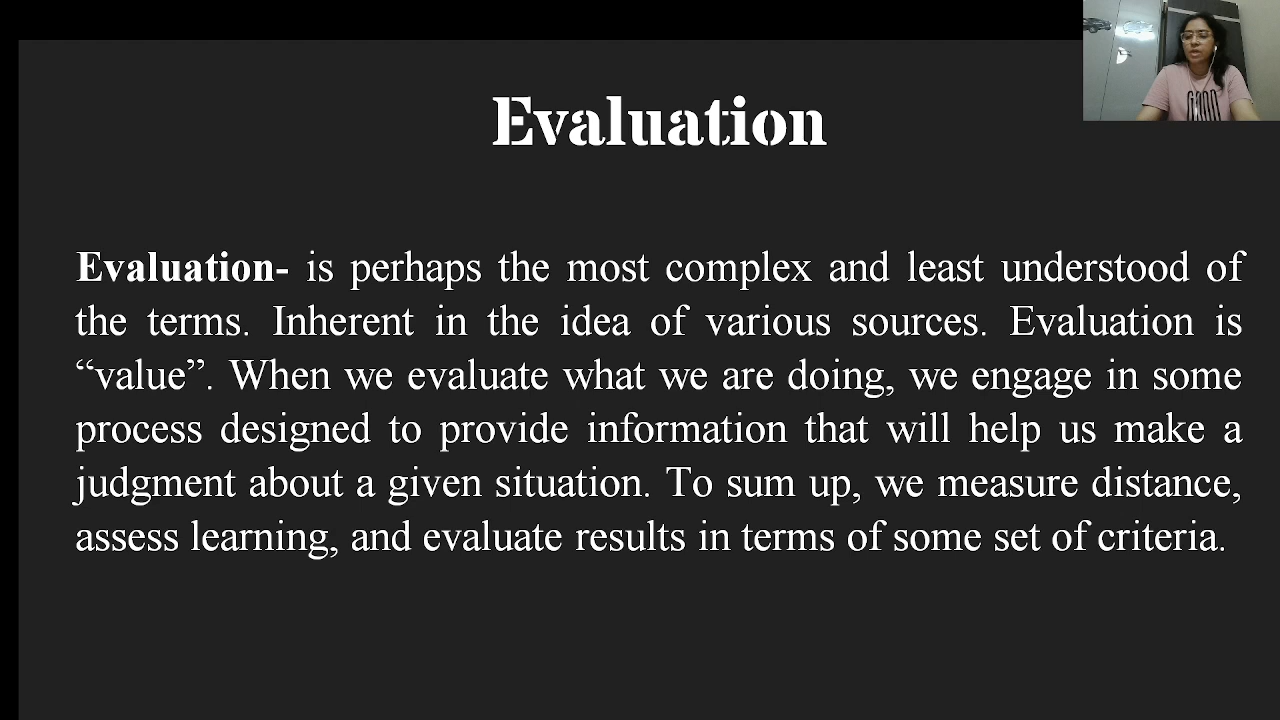 Evaluation
Evaluation- is perhaps the most complex and least understood of
the terms. Inherent in the idea of various sources. Evaluation is
“value”. When we evaluate what we are doing, we engage in some
process designed to provide information that will help us make a
judgment about a given situation. To sum up, we measure distance,
assess learning, and evaluate results in terms of some set of criteria.